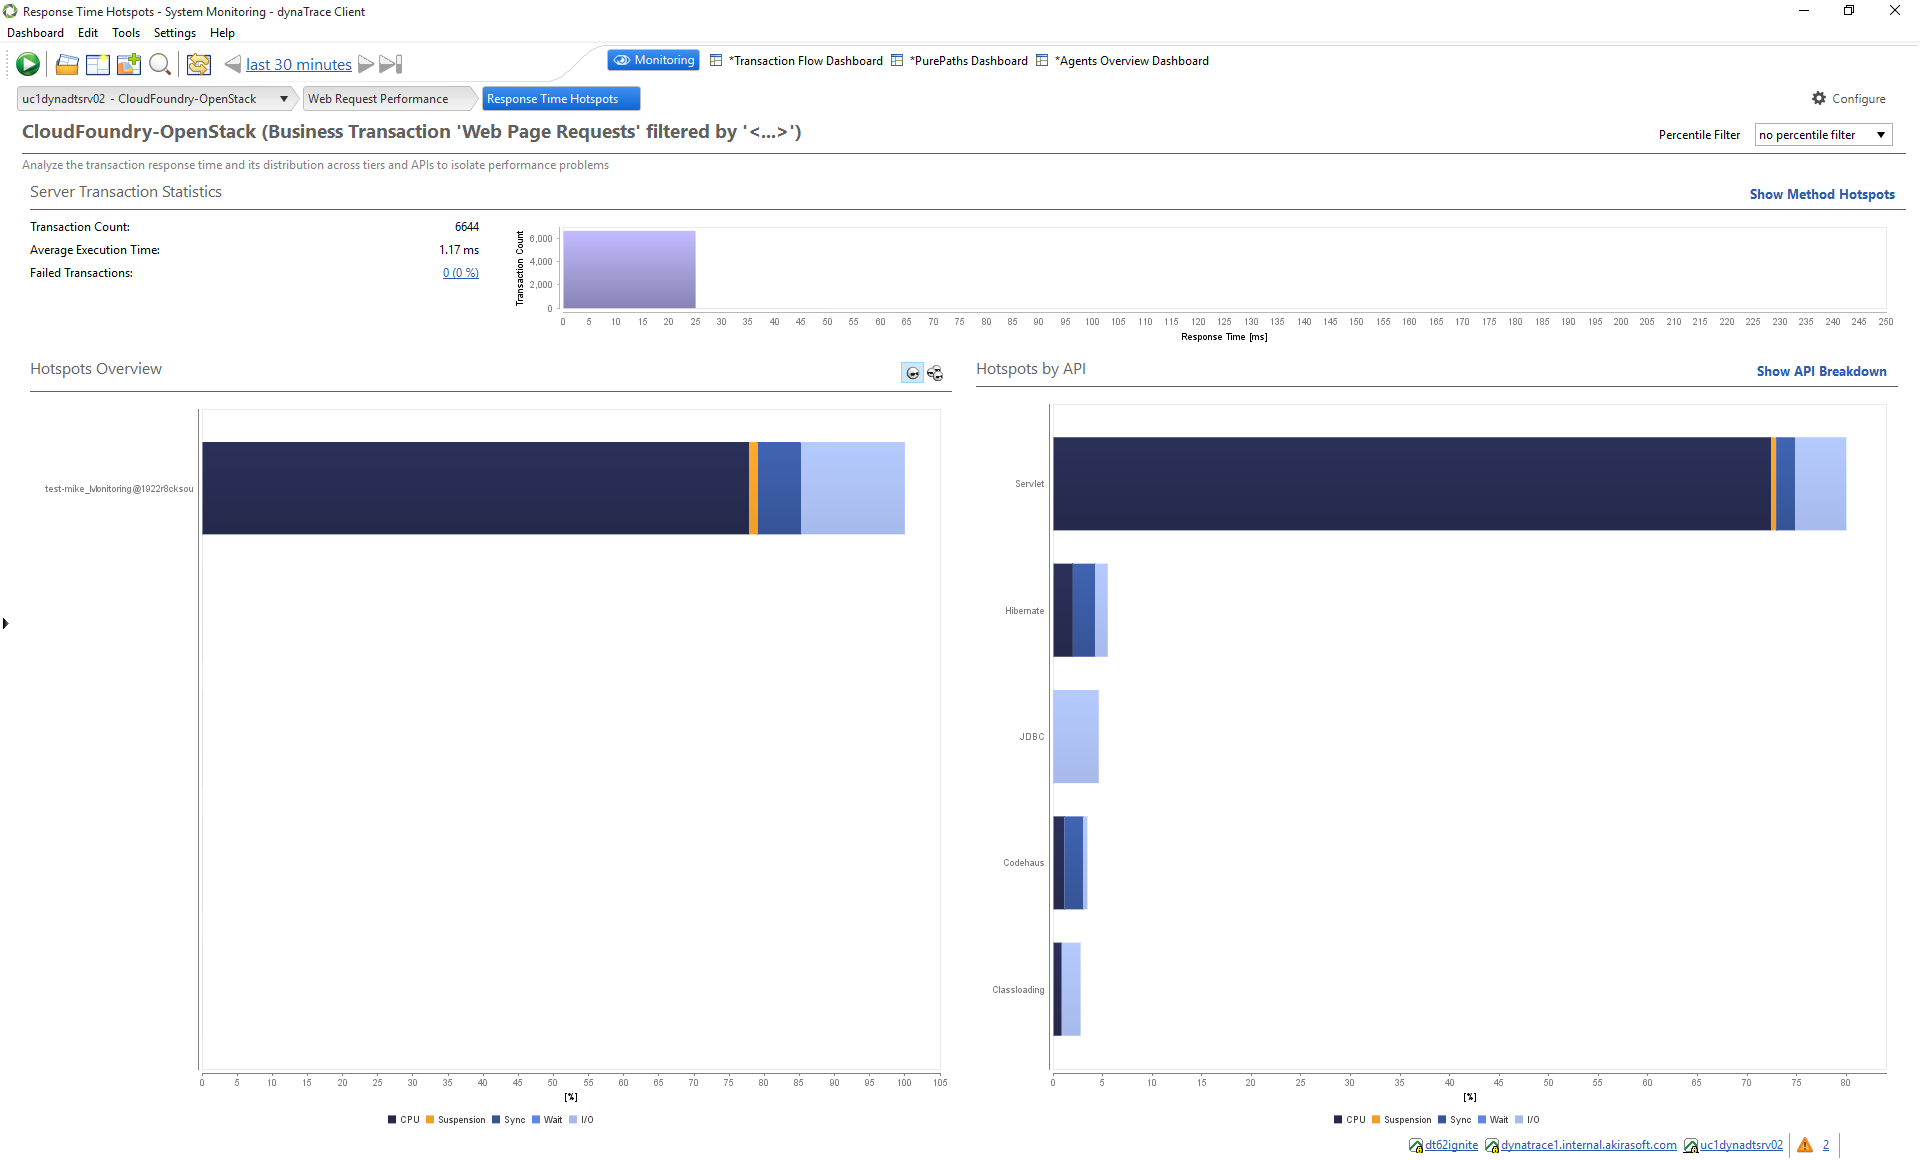 Response Time Hotspots - System Monitoring - dynaTrace Client
Dashboard Edit Tools Settings Help
last 30 minutes
Monitoring *Transaction Flow Dashboard *PurePaths Dashboard *Agents Overview Dashboard
uc1dynadtsrv02 - CloudFoundry-OpenStack Web Request Performance Response Time Hotspots Configure
CloudFoundry-OpenStack (Business Transaction 'Web Page Requests' filtered by '<...>')
Percentile Filter no percentile filter
Analyze the transaction response time and its distribution across tiers and APIs to isolate performance problems
Server Transaction Statistics Show Method Hotspots
Transaction Count: 6644
Average Execution Time: 1.17 ms
Failed Transactions: 0 (0 %)
Transaction Count
6,000
4,000
2,000
0
0 5 10 15 20 25 30 35 40 45 50 55 60 65 70 75 80 85 90 95 100 105 110 115 120 125 130 135 140 145 150 155 160 165 170 175 180 185 190 195 200 205 210 215 220 225 230 235 240 245 250
Response Time [ms]
Hotspots Overview
test-mike_Monitoring@1922r8cksou
0 5 10 15 20 25 30 35 40 45 50 55 60 65 70 75 80 85 90 95 100 105
[%]
CPU Suspension Sync Wait I/O
Hotspots by API Show API Breakdown
Servlet
Hibernate
JDBC
Codehaus
Classloading
0 5 10 15 20 25 30 35 40 45 50 55 60 65 70 75 80
[%]
CPU Suspension Sync Wait I/O
dt62ignite dynatrace1.internal.akirasoft.com uc1dynadtsrv02 2